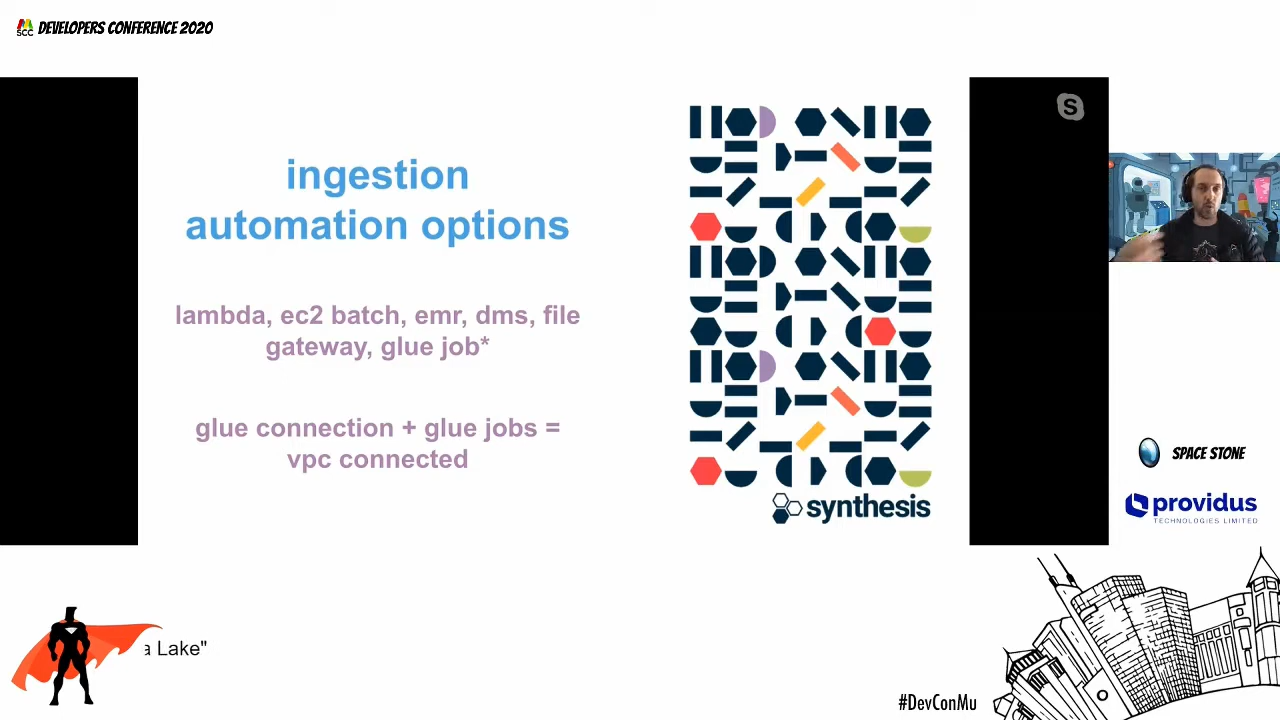 SCC DEVELOPERS CONFERENCE 2020
S
ingestion
automation options
lambda, ec2 batch, emr, dms, file
gateway, glue job*
glue connection + glue jobs =
vpc connected
synthesis
SPACE STONE
providus
TECHNOLOGIES LIMITED
a Lake"
#DevConMu